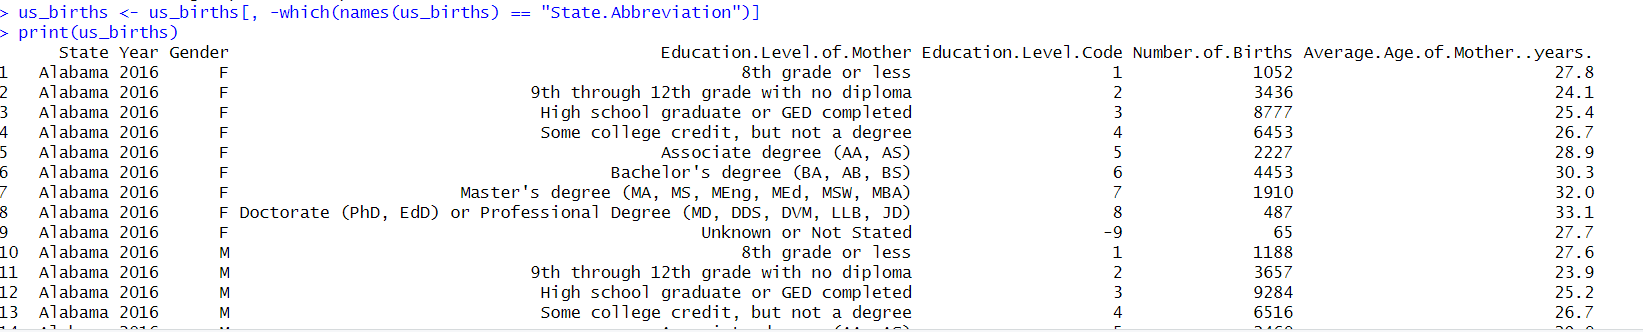 > us_births <- us_births[, -which(names(us_births) == "State.Abbreviation")]
> print(us_births)
State Year Gender Education.Level.of.Mother Education.Level.Code Number.of.Births Average.Age.of.Mother..years.
1 Alabama 2016 F 8th grade or less 1 1052 27.8
2 Alabama 2016 F 9th through 12th grade with no diploma 2 3436 24.1
3 Alabama 2016 F High school graduate or GED completed 3 8777 25.4
4 Alabama 2016 F Some college credit, but not a degree 4 6453 26.7
5 Alabama 2016 F Associate degree (AA, AS) 5 2227 28.9
6 Alabama 2016 F Bachelor's degree (BA, AB, BS) 6 4453 30.3
7 Alabama 2016 F Master's degree (MA, MS, MEng, MEd, MSW, MBA) 7 1910 32.0
8 Alabama 2016 F Doctorate (PhD, EdD) or Professional Degree (MD, DDS, DVM, LLB, JD) 8 487 33.1
9 Alabama 2016 F Unknown or Not Stated -9 65 27.7
10 Alabama 2016 M 8th grade or less 1 1188 27.6
11 Alabama 2016 M 9th through 12th grade with no diploma 2 3657 23.9
12 Alabama 2016 M High school graduate or GED completed 3 9284 25.2
13 Alabama 2016 M Some college credit, but not a degree 4 6516 26.7